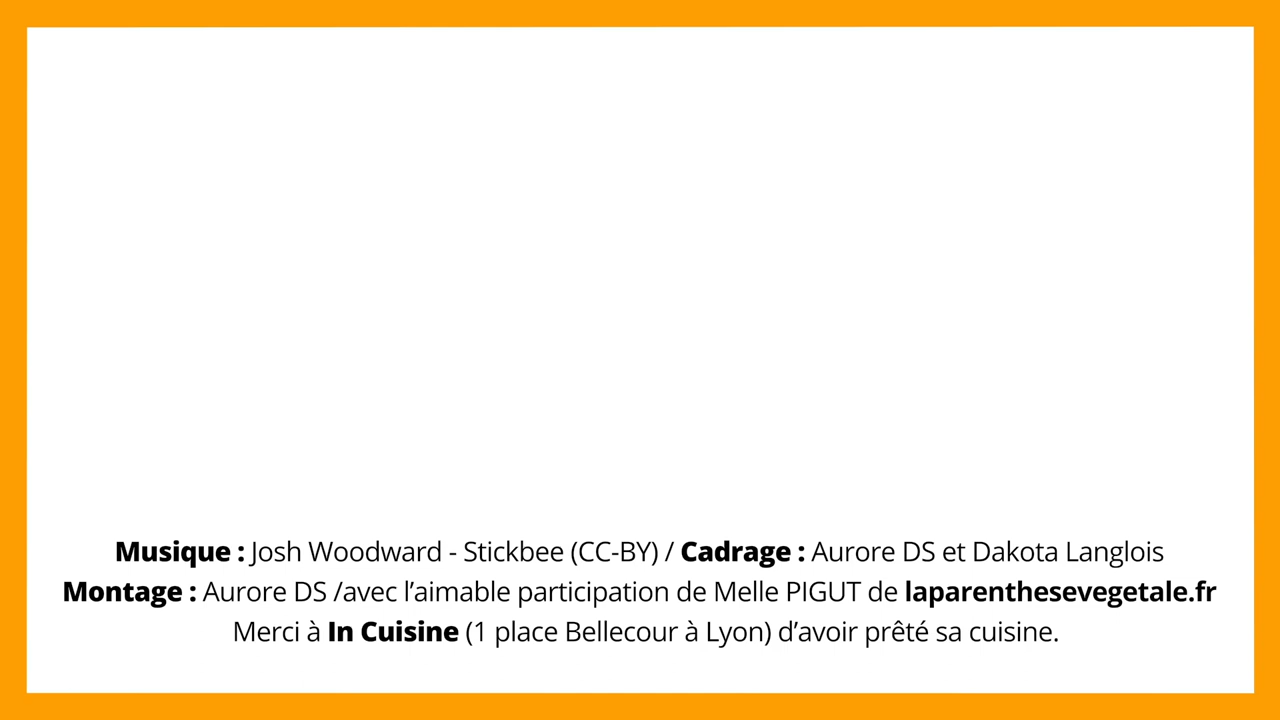 Musique : Josh Woodward - Stickbee (CC-BY) / Cadrage : Aurore DS et Dakota Langlois
Montage : Aurore DS /avec l’aimable participation de Melle PIGUT de laparenthesevegetale.fr
Merci à In Cuisine (1 place Bellecour à Lyon) d’avoir prêté sa cuisine.